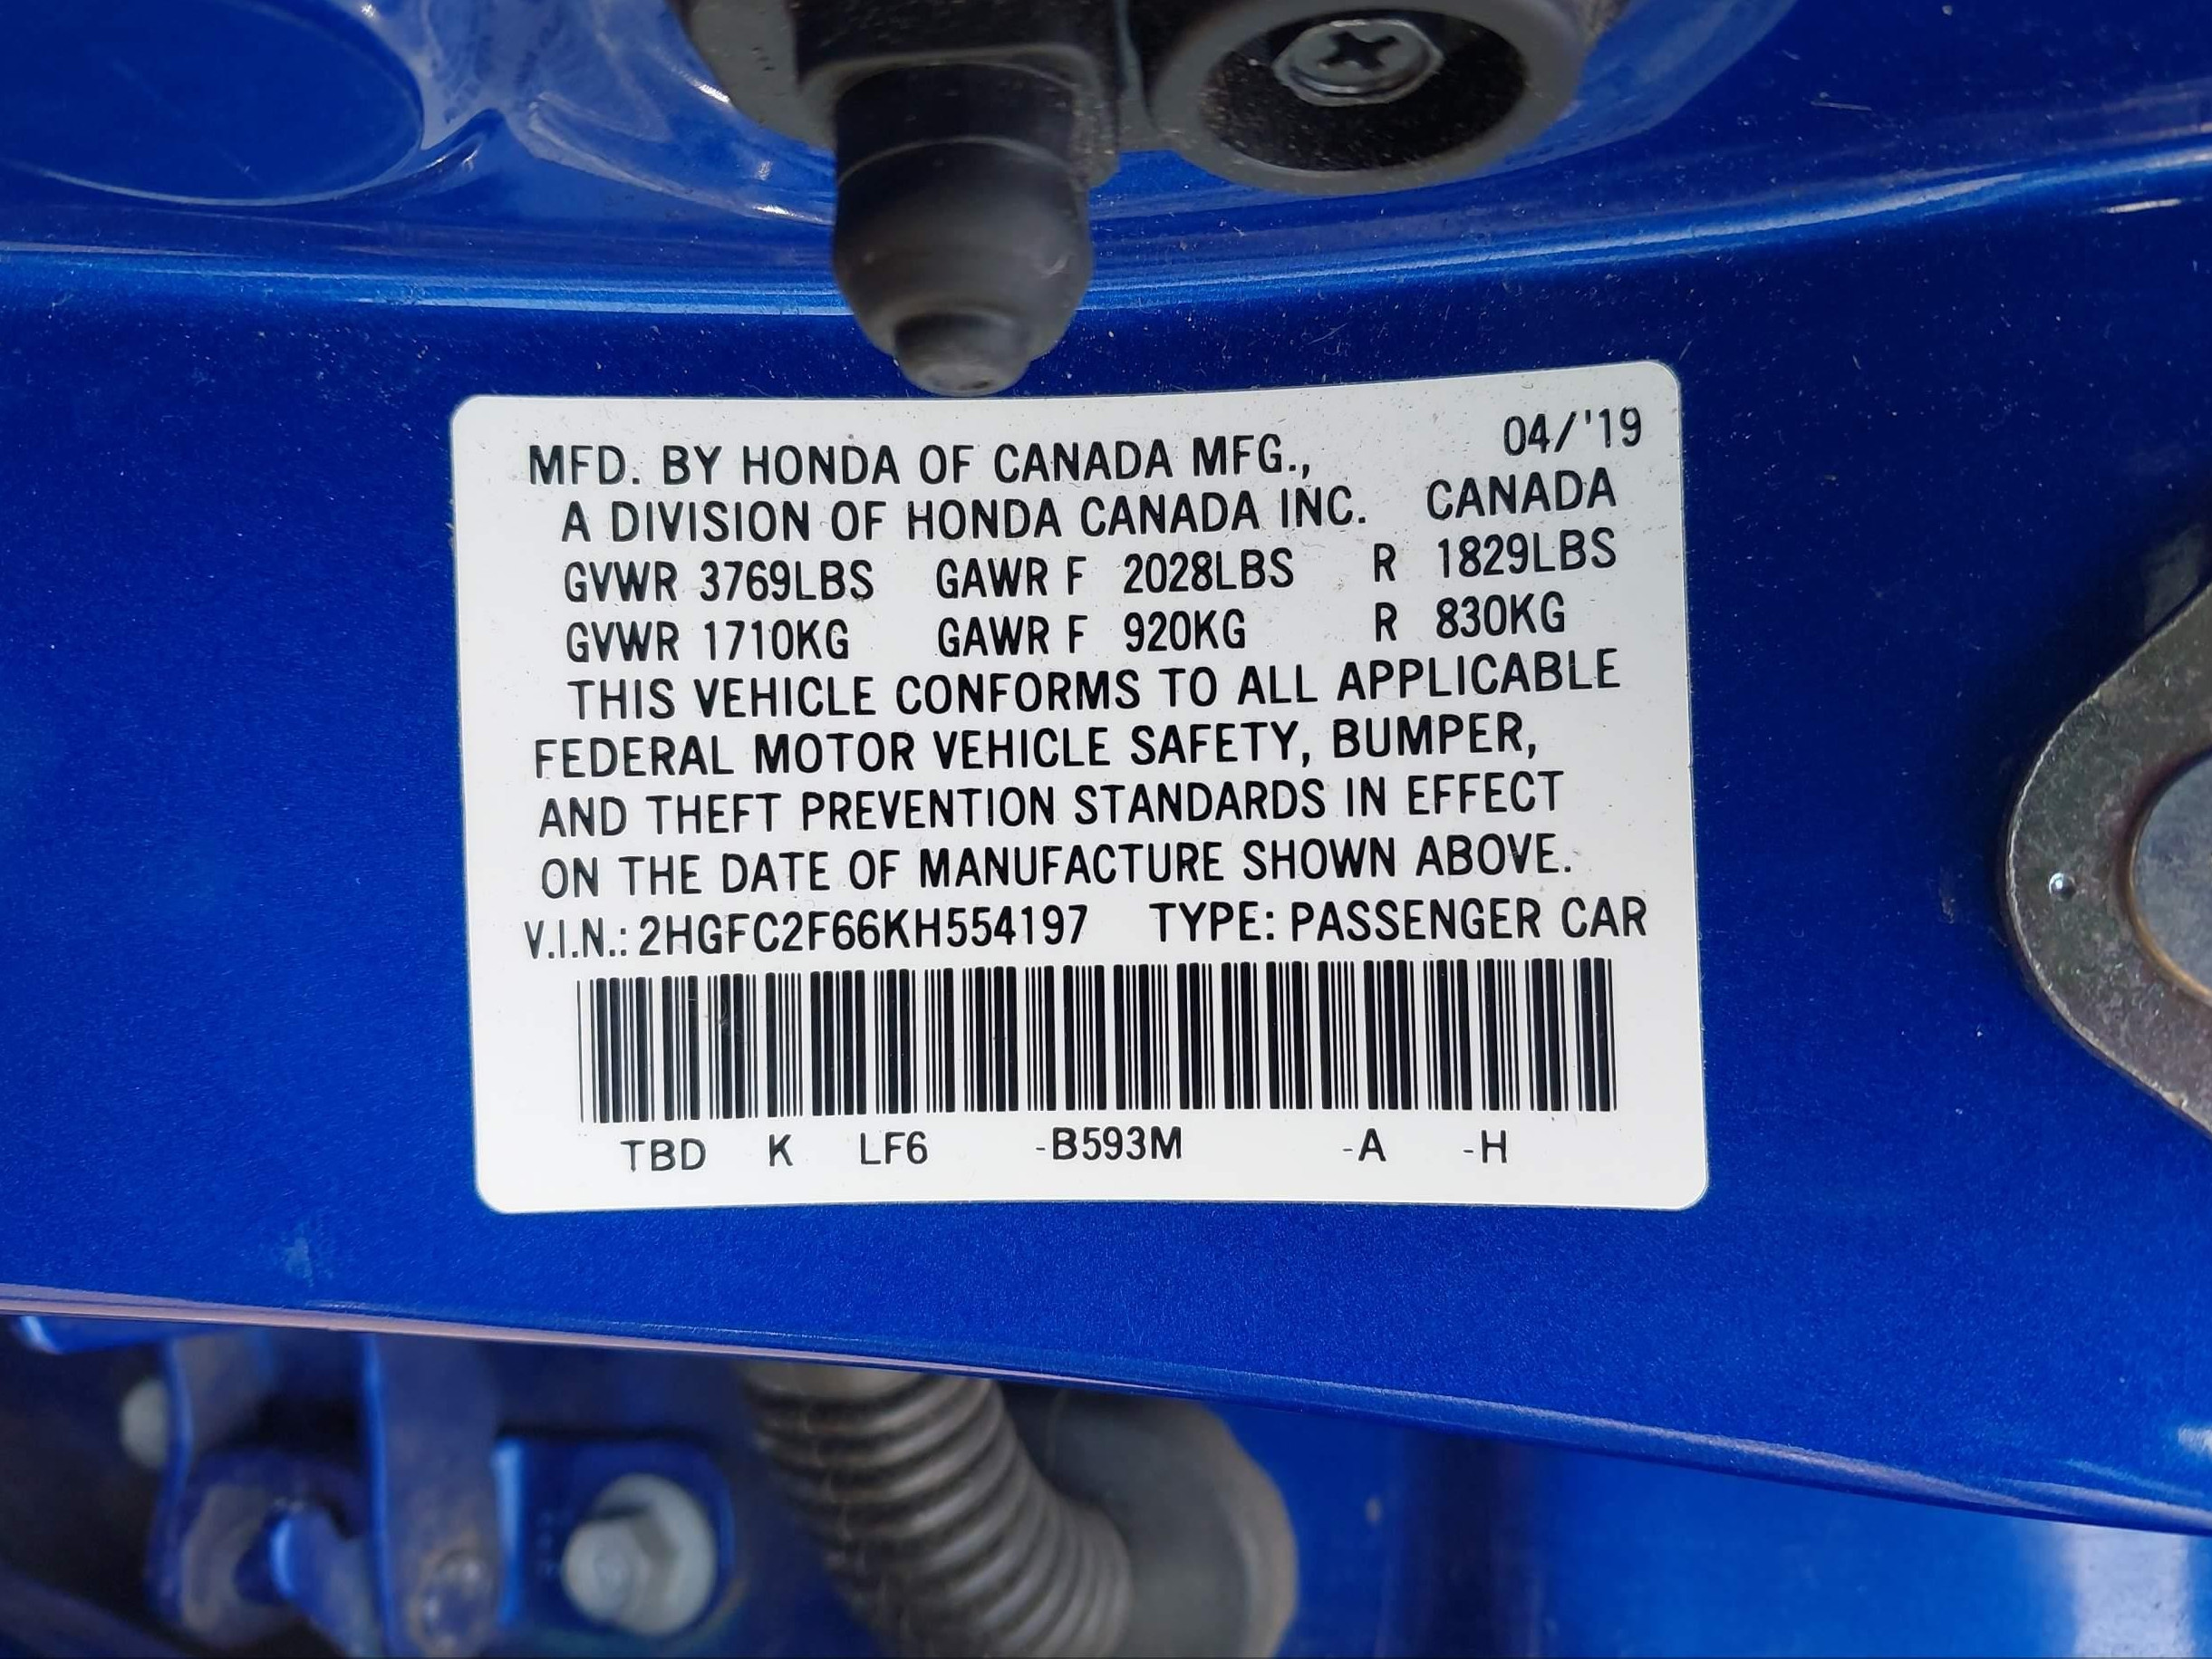 04/'19
MFD. BY HONDA OF CANADA MFG.,
A DIVISION OF HONDA CANADA INC. CANADA
GVWR 3769LBS GAWR F 2028LBS R 1829LBS
GVWR 1710KG GAWR F 920KG R 830KG
THIS VEHICLE CONFORMS TO ALL APPLICABLE
FEDERAL MOTOR VEHICLE SAFETY, BUMPER,
AND THEFT PREVENTION STANDARDS IN EFFECT
ON THE DATE OF MANUFACTURE SHOWN ABOVE.
V.I.N.: 2HGFC2F66KH554197 TYPE: PASSENGER CAR
TBD K LF6 -B593M -A -H